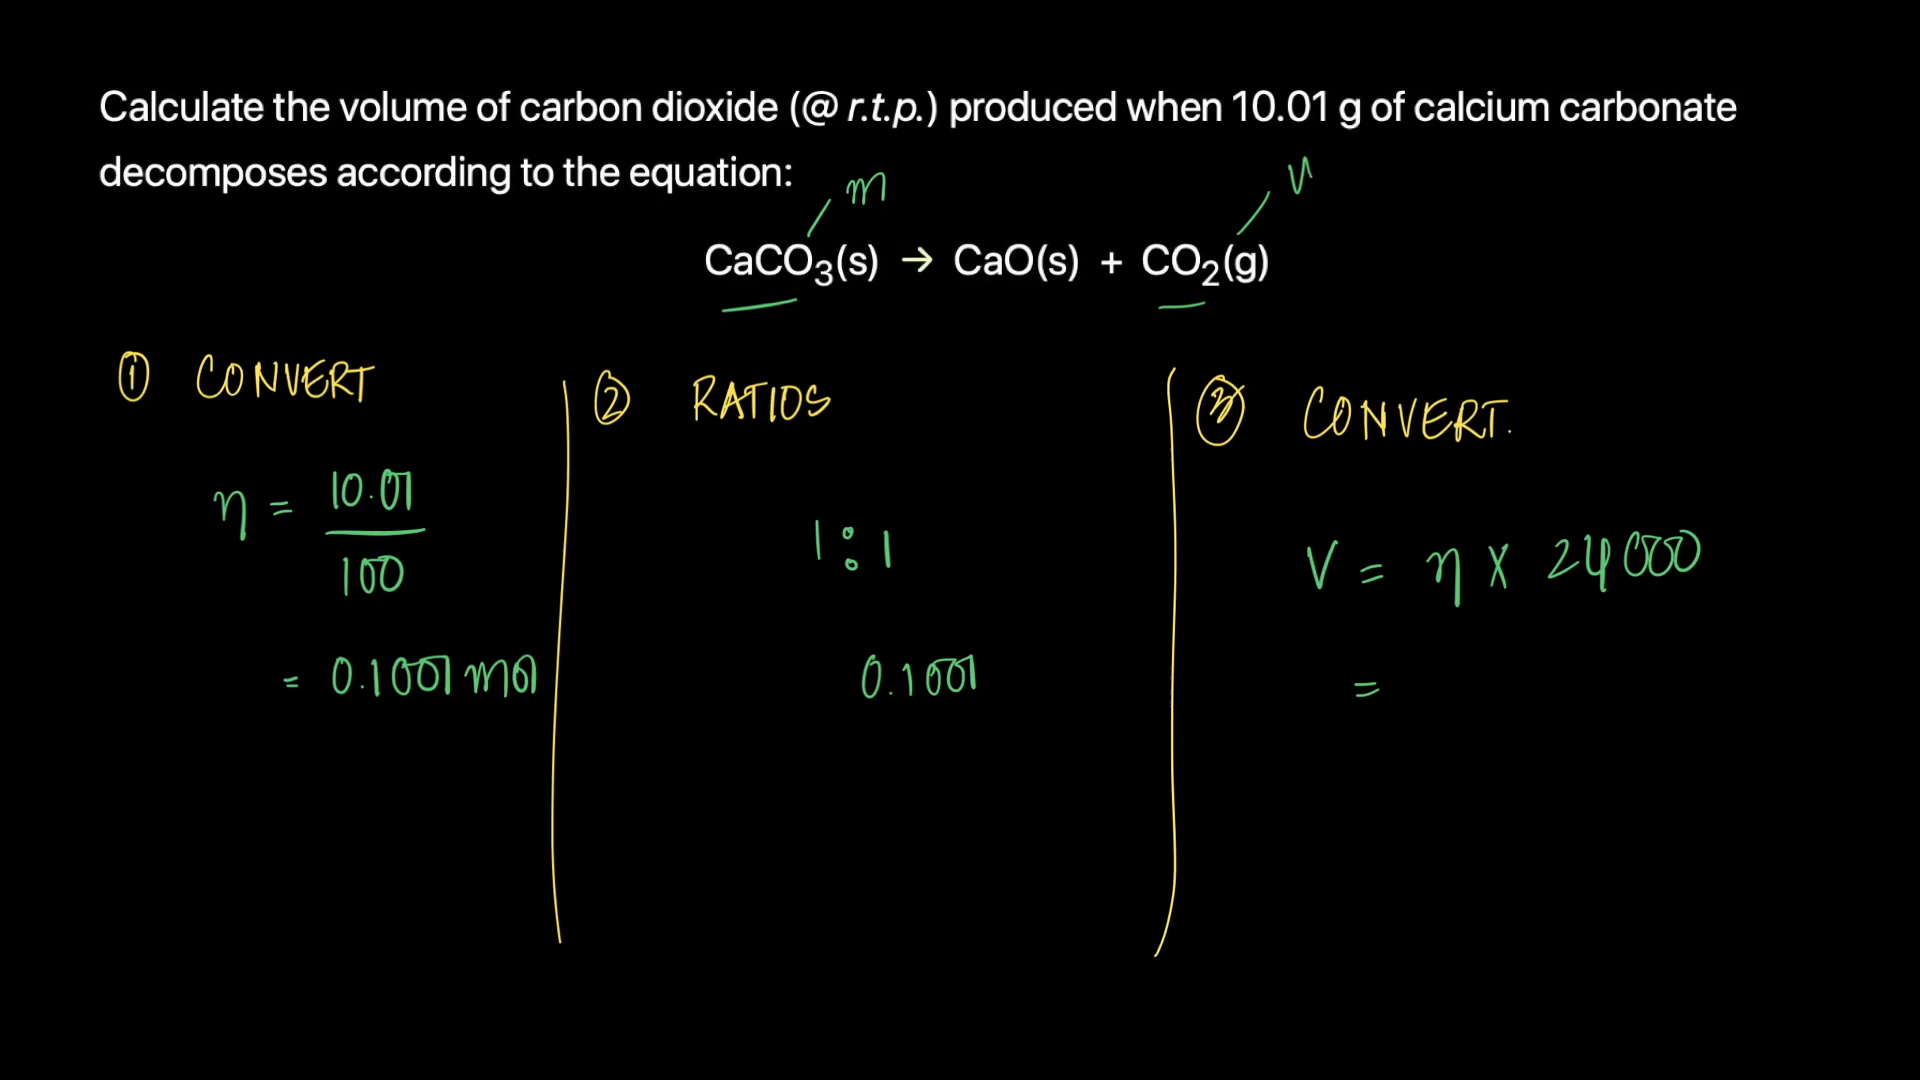 Calculate the volume of carbon dioxide (@ r.t.p.) produced when 10.01 g of calcium carbonate
decomposes according to the equation:
m
V
CaCO₃(s) → CaO(s) + CO₂(g)
① CONVERT
② RATIOS
③ CONVERT.
η = 10.01
100
= 0.1001 mol
1 : 1
0.1001
V = η x 24000
=